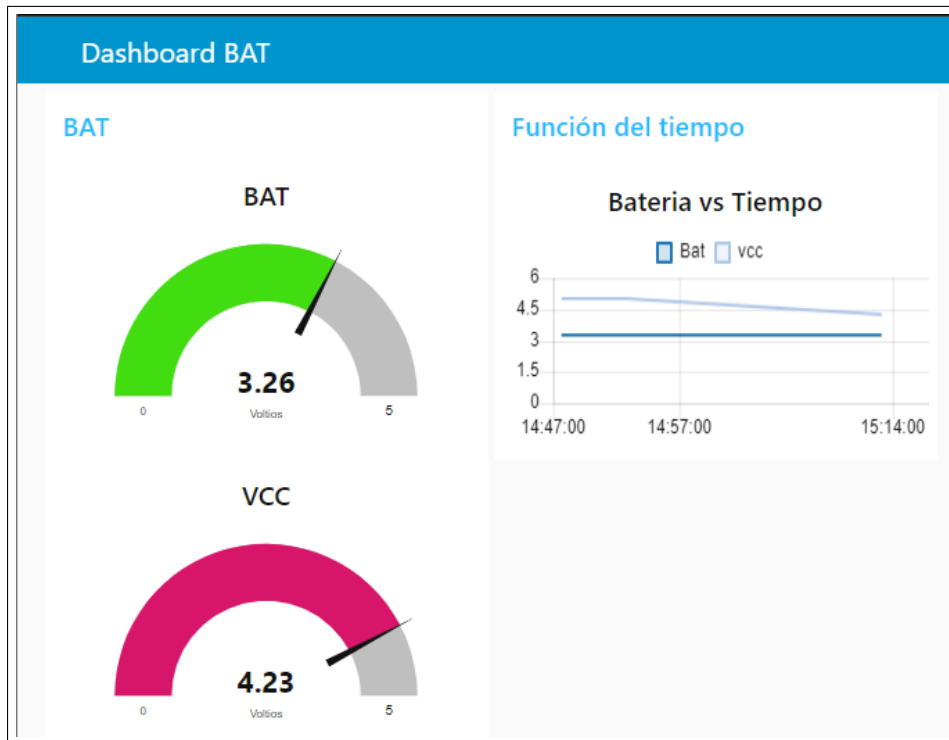 Dashboard BAT
BAT
BAT
3.26
Voltios
0
5
VCC
4.23
Voltios
0
5
Función del tiempo
Bateria vs Tiempo
Bat vcc
6
4.5
3
1.5
0
14:47:00 14:57:00 15:14:00